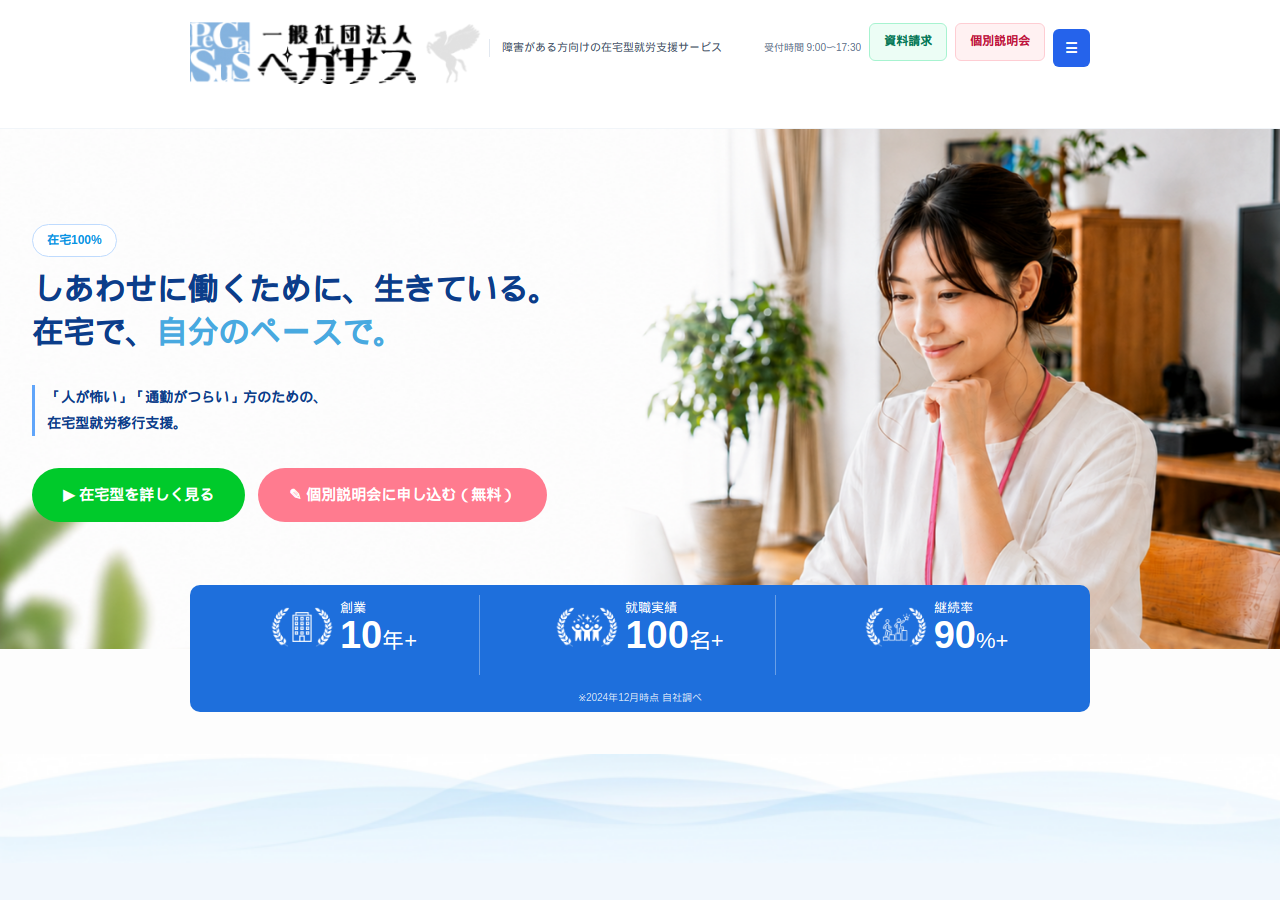 PeGaSuS
一般社団法人
ペガサス
障害がある方向けの在宅型就労支援サービス
受付時間 9:00〜17:30
資料請求
個別説明会
在宅100%
しあわせに働くために、生きている。
在宅で、自分のペースで。
「人が怖い」「通勤がつらい」方のための、
在宅型就労移行支援。
▶ 在宅型を詳しく見る
✎ 個別説明会に申し込む（無料）
創業
10年+
就職実績
100名+
継続率
90%+
※2024年12月時点 自社調べ